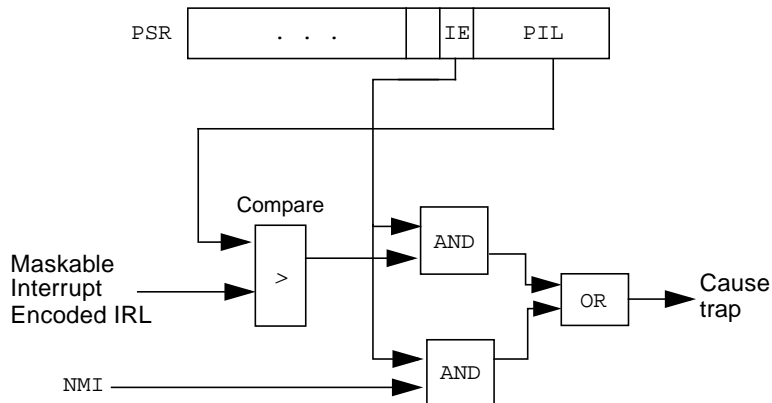 PSR
. . .
IE
PIL
Compare
>
AND
Maskable
Interrupt
Encoded IRL
OR
Cause
trap
AND
NMI